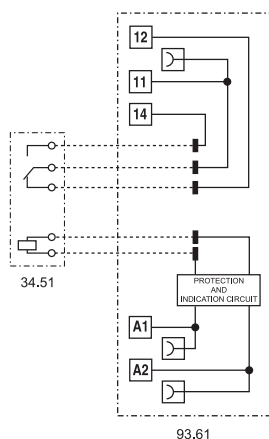 12
11
14
34.51
PROTECTION
AND
INDICATION CIRCUIT
A1
A2
93.61